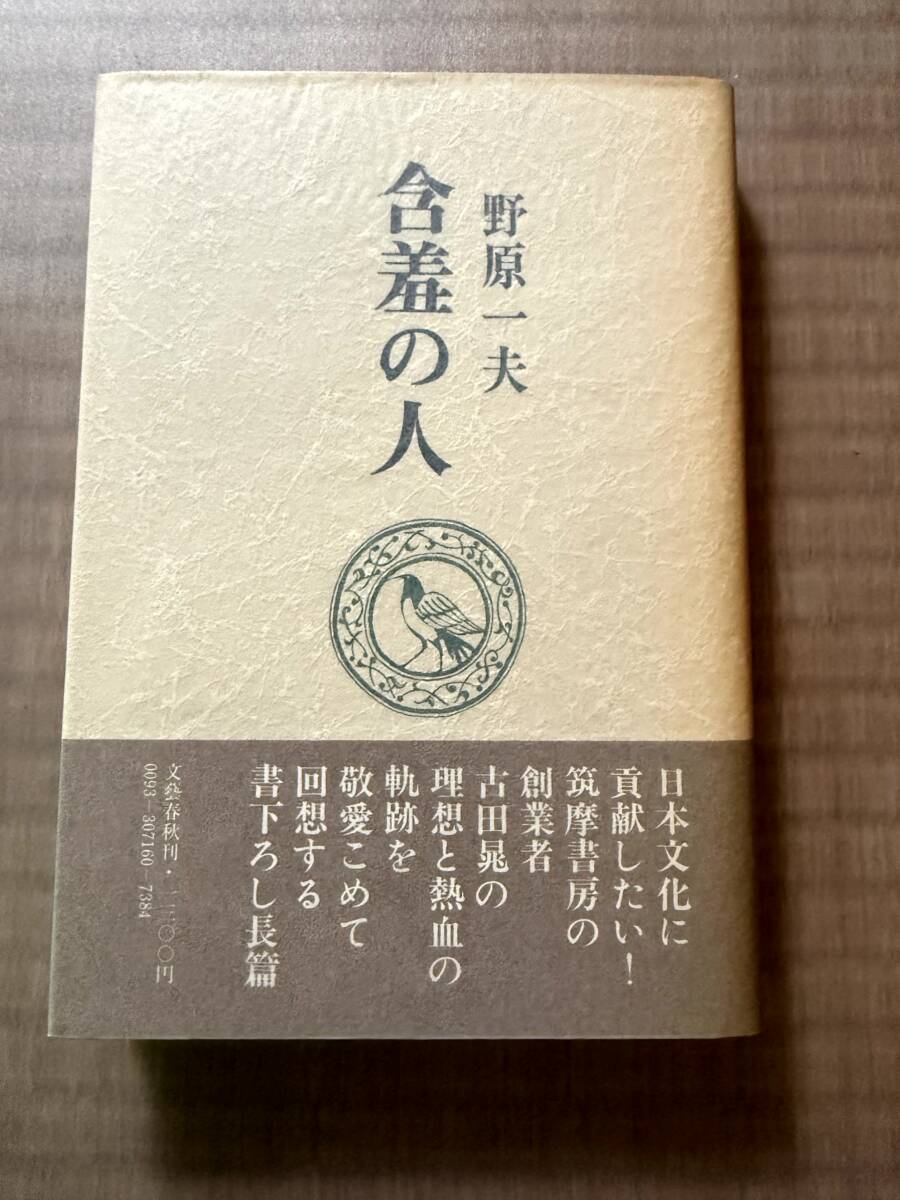 野原一夫
含羞の人
日本文化に
貢献したい!
筑摩書房の
創業者
古田晁の
理想と熱血の
軌跡を
敬愛こめて
回想する
書下ろし長篇
文藝春秋刊・
0093-307160-7384